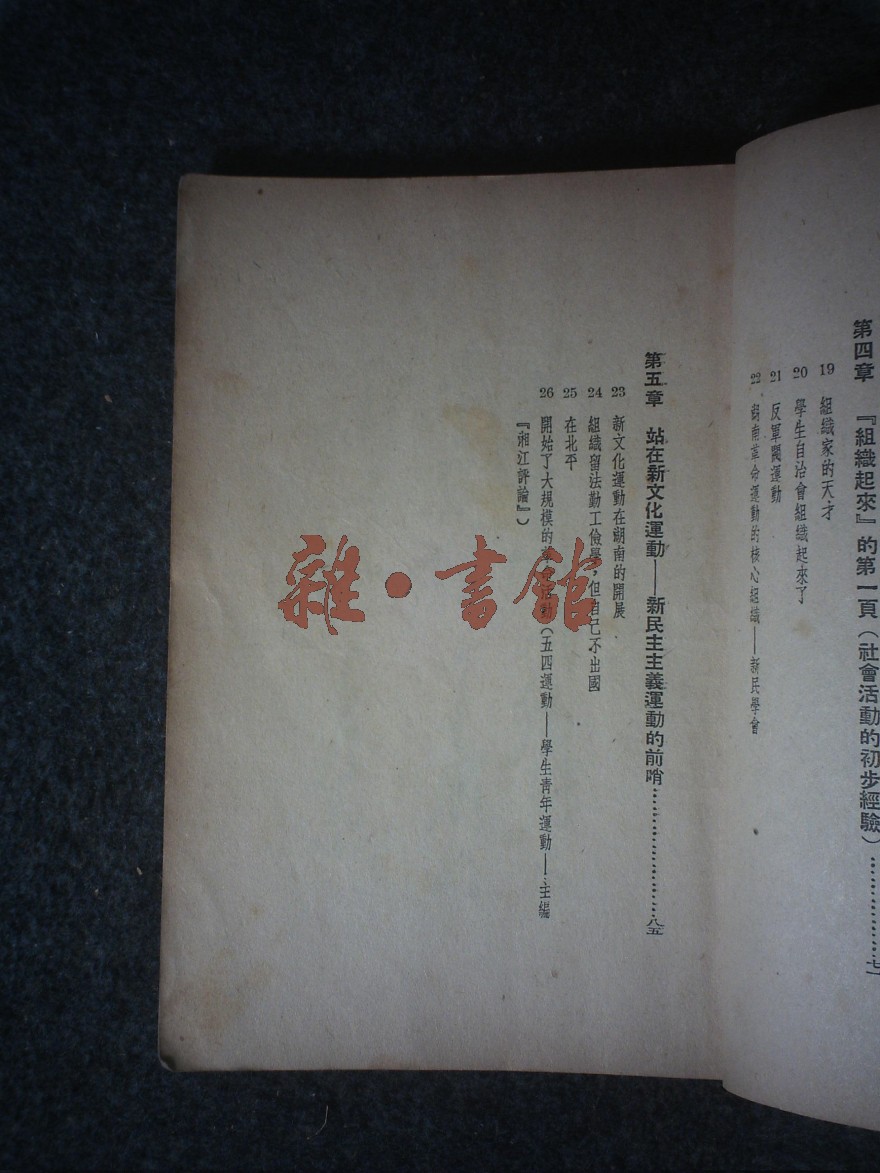 第四章 『組織起來』的第一頁（社會活動的初步經驗）…………………七一
19 組織家的天才
20 學生自治會組織起來了
21 反軍閥運動
22 湖南革命運動的核心組織——新民學會
第五章 站在新文化運動——新民主主義運動的前哨…………………八五
23 新文化運動在湖南的開展
24 組織留法勤工儉學，但自己不出國
25 在北平
26 開始了大規模的活動（五四運動——學生青年運動——主編
『湘江評論』）
雜·書館